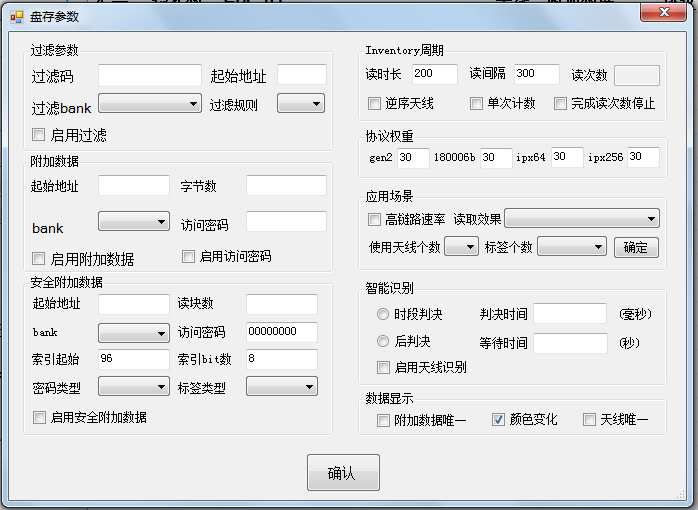 盘存参数
过滤参数
过滤码 起始地址
过滤bank 过滤规则
启用过滤
附加数据
起始地址 字节数
bank 访问密码
启用附加数据 启用访问密码
安全附加数据
起始地址 读块数
bank 访问密码 00000000
索引起始 96 索引bit数 8
密码类型 标签类型
启用安全附加数据
Inventory周期
读时长 200 读间隔 300 读次数
逆序天线 单次计数 完成读次数停止
协议权重
gen2 30 180006b 30 ipx64 30 ipx256 30
应用场景
高链路速率 读取效果
使用天线个数 标签个数 确定
智能识别
时段判决 判决时间 (毫秒)
后判决 等待时间 (秒)
启用天线识别
数据显示
附加数据唯一 颜色变化 天线唯一
确认